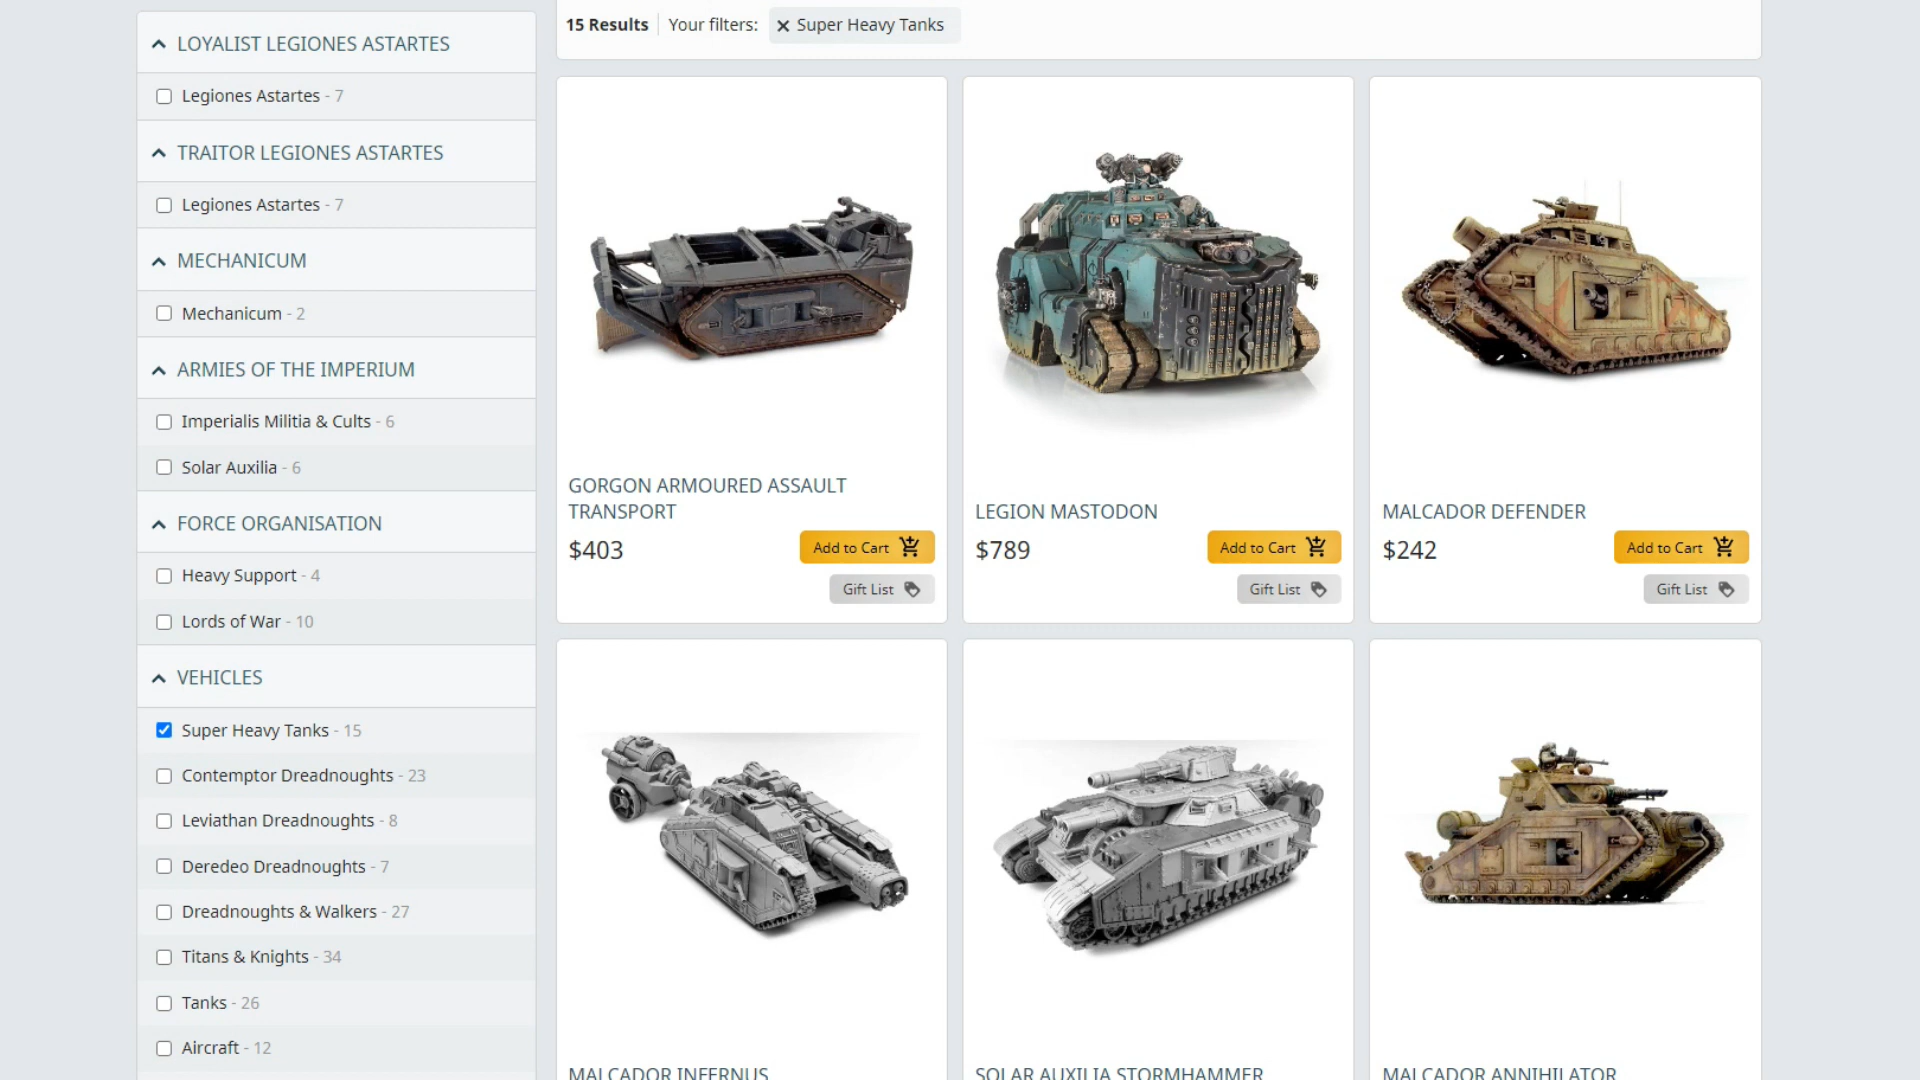 LOYALIST LEGIONES ASTARTES
Legiones Astartes - 7
TRAITOR LEGIONES ASTARTES
Legiones Astartes - 7
MECHANICUM
Mechanicum - 2
ARMIES OF THE IMPERIUM
Imperialis Militia & Cults - 6
Solar Auxilia - 6
FORCE ORGANISATION
Heavy Support - 4
Lords of War - 10
VEHICLES
Super Heavy Tanks - 15
Contemptor Dreadnoughts - 23
Leviathan Dreadnoughts - 8
Deredeo Dreadnoughts - 7
Dreadnoughts & Walkers - 27
Titans & Knights - 34
Tanks - 26
Aircraft - 12
15 Results Your filters: Super Heavy Tanks
GORGON ARMOURED ASSAULT
TRANSPORT
$403
Add to Cart
Gift List
LEGION MASTODON
$789
Add to Cart
Gift List
MALCADOR DEFENDER
$242
Add to Cart
Gift List
MALCADOR INFERNUS
SOLAR AUXILIA STORMHAMMER
MALCADOR ANNIHILATOR